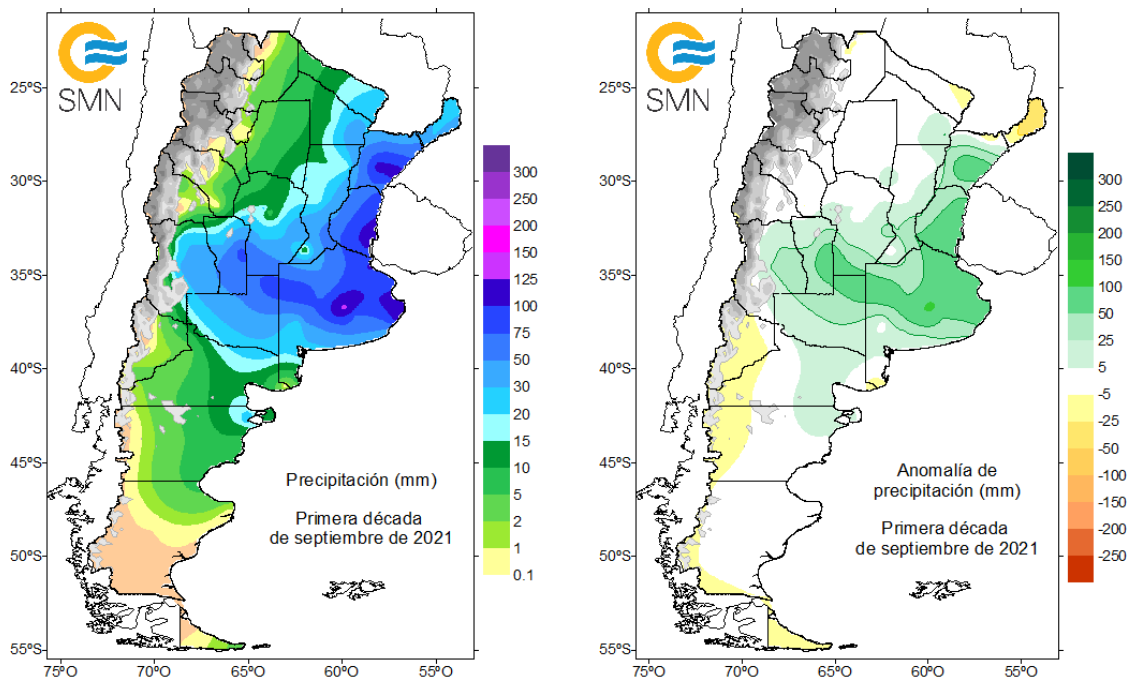 SMN
25ºS
30ºS
35ºS
40ºS
45ºS
50ºS
55ºS
75ºO
70ºO
65ºO
60ºO
55ºO
300
250
200
150
125
100
75
50
30
20
15
10
5
2
1
0.1
Precipitación (mm)
Primera década
de septiembre de 2021
SMN
25ºS
30ºS
35ºS
40ºS
45ºS
50ºS
55ºS
75ºO
70ºO
65ºO
60ºO
55ºO
300
250
200
150
100
50
25
5
-5
-25
-50
-100
-150
-200
-250
Anomalía de
precipitación (mm)
Primera década
de septiembre de 2021